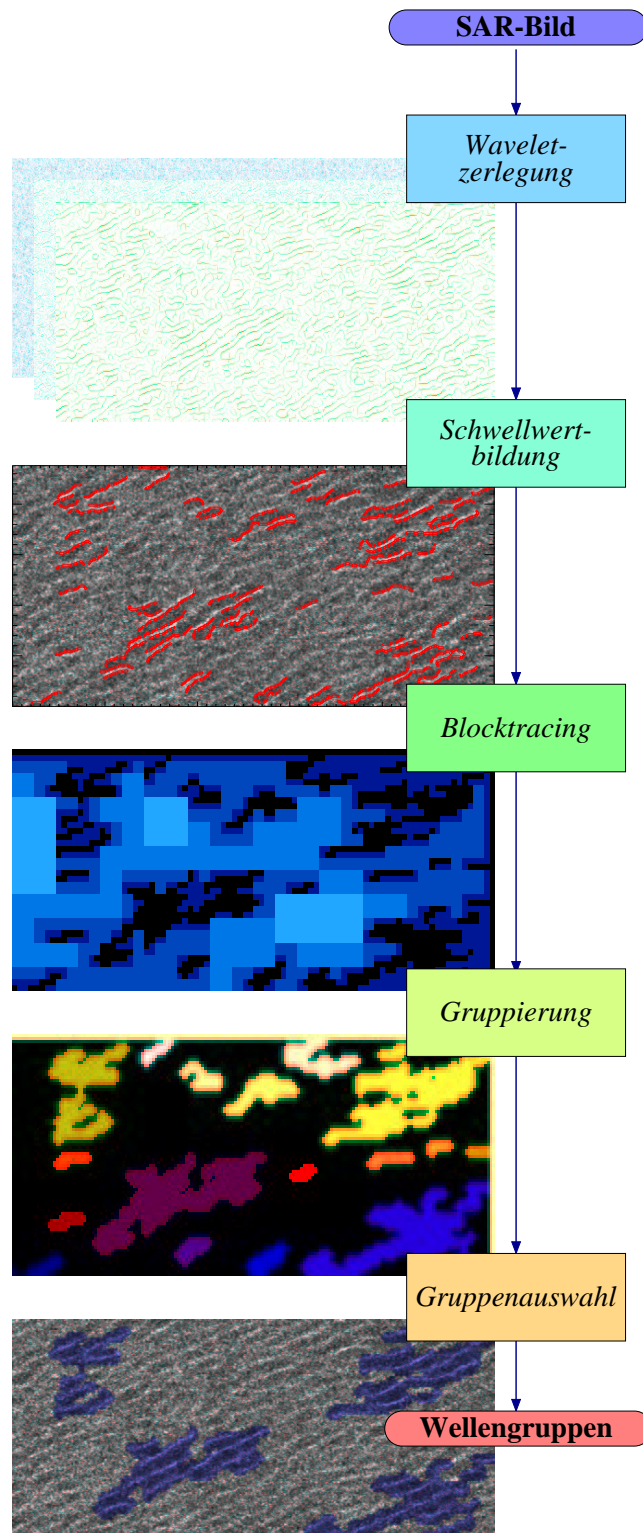 SAR-Bild
Wavelet-
zerlegung
Schwellwert-
bildung
Blocktracing
Gruppierung
Gruppenauswahl
Wellengruppen